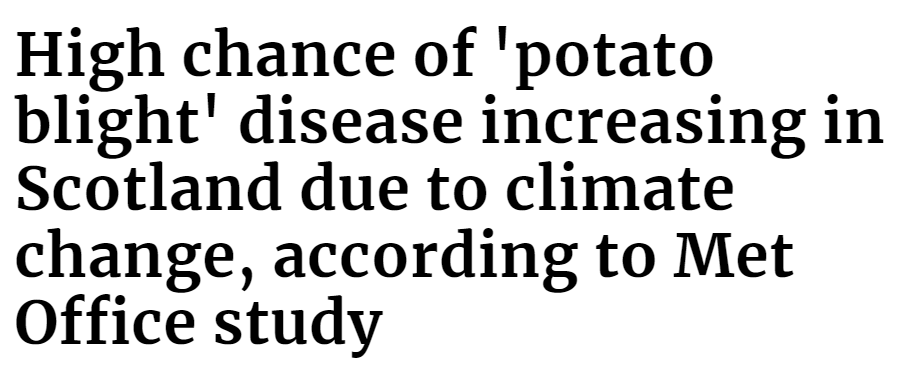 High chance of 'potato
blight' disease increasing in
Scotland due to climate
change, according to Met
Office study